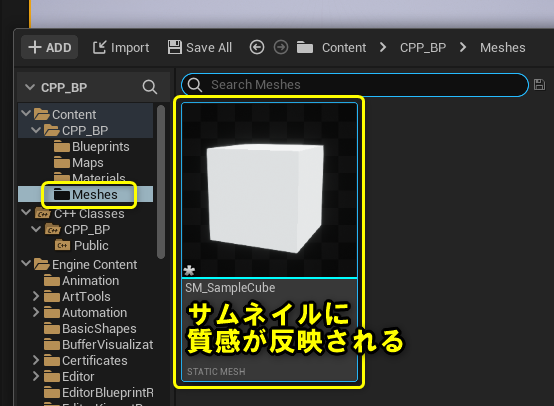 ADD
Import
Save All
Content
CPP_BP
Meshes
CPP_BP
Search Meshes
Content
CPP_BP
Blueprints
Maps
Materials
Meshes
C++ Classes
CPP_BP
Public
Engine Content
Animation
ArtTools
Automation
BasicShapes
BufferVisualizat
Certificates
Editor
EditorBlueprintR
SM_SampleCube
サムネイルに
質感が反映される
STATIC MESH